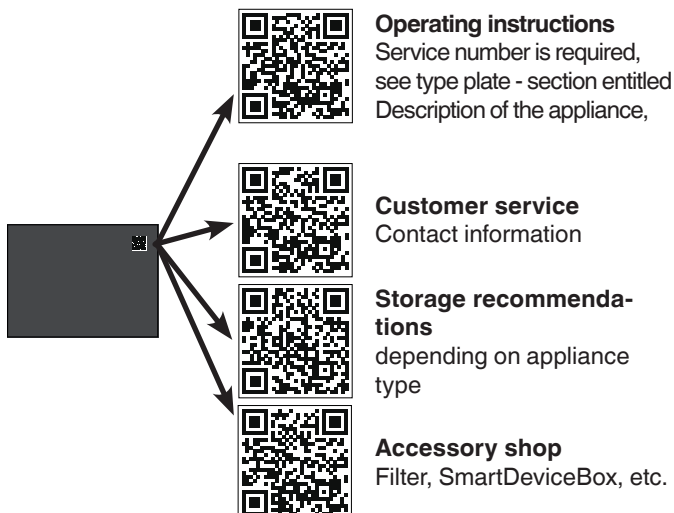 Operating instructions
Service number is required,
see type plate - section entitled
Description of the appliance,
Customer service
Contact information
Storage recommenda-
tions
depending on appliance
type
Accessory shop
Filter, SmartDeviceBox, etc.